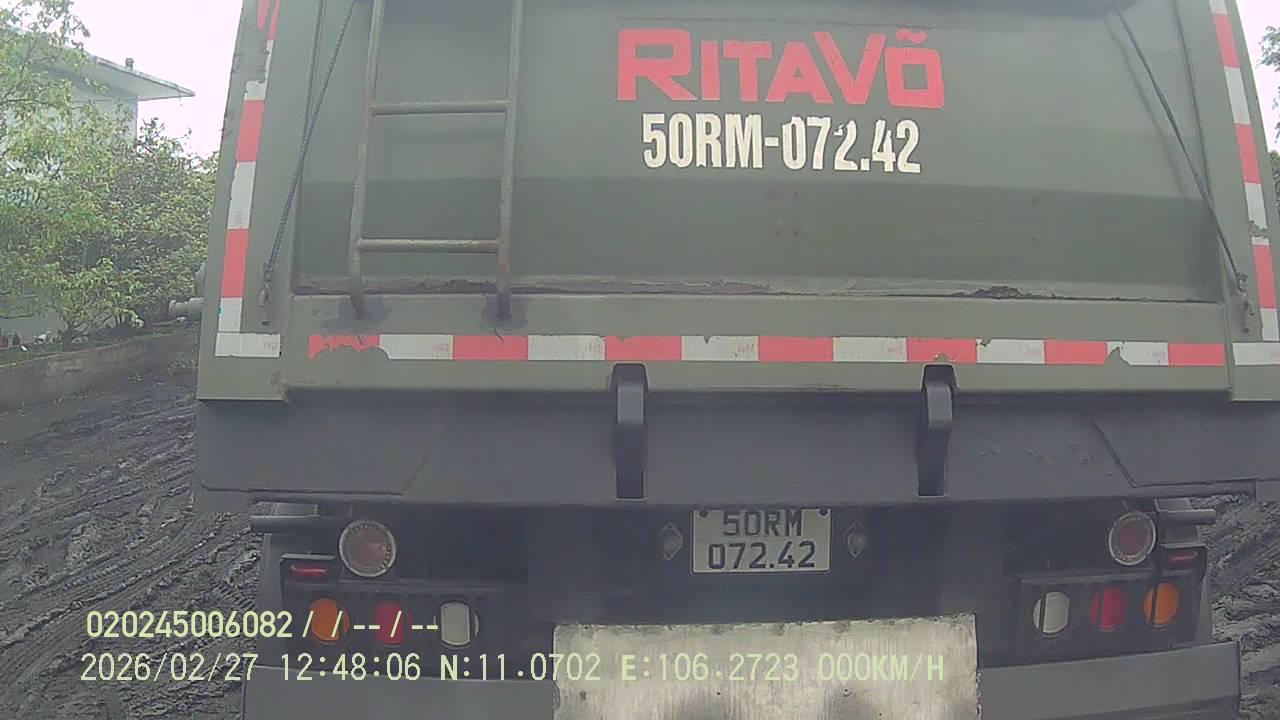 RITAVÕ
50RM-072.42
50RM
072.42
020245006082 / / -- / --
2026/02/27 12:48:06 N:11.0702 E:106.2723 000KM/H